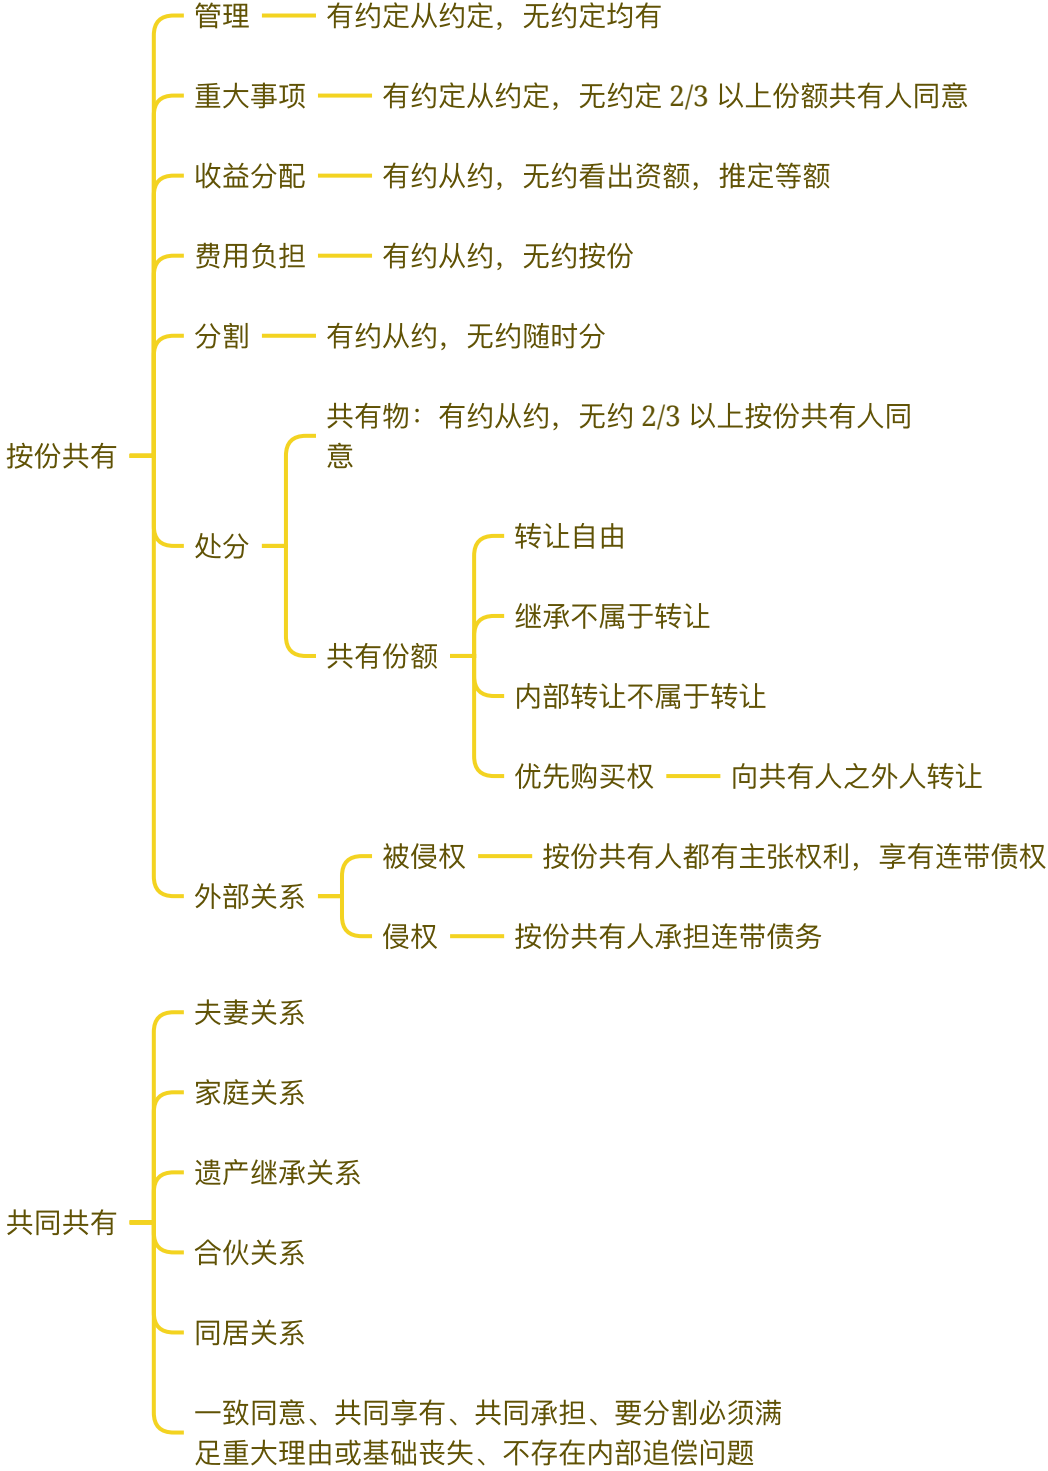 管理
有约定从约定，无约定均有
重大事项
有约定从约定，无约定 2/3 以上份额共有人同意
收益分配
有约从约，无约看出资额，推定等额
费用负担
有约从约，无约按份
分割
有约从约，无约随时分
按份共有
处分
共有物：有约从约，无约 2/3 以上按份共有人同
意
共有份额
转让自由
继承不属于转让
内部转让不属于转让
优先购买权
向共有人之外人转让
外部关系
被侵权
按份共有人都有主张权利，享有连带债权
侵权
按份共有人承担连带债务
共同共有
夫妻关系
家庭关系
遗产继承关系
合伙关系
同居关系
一致同意、共同享有、共同承担、要分割必须满
足重大理由或基础丧失、不存在内部追偿问题